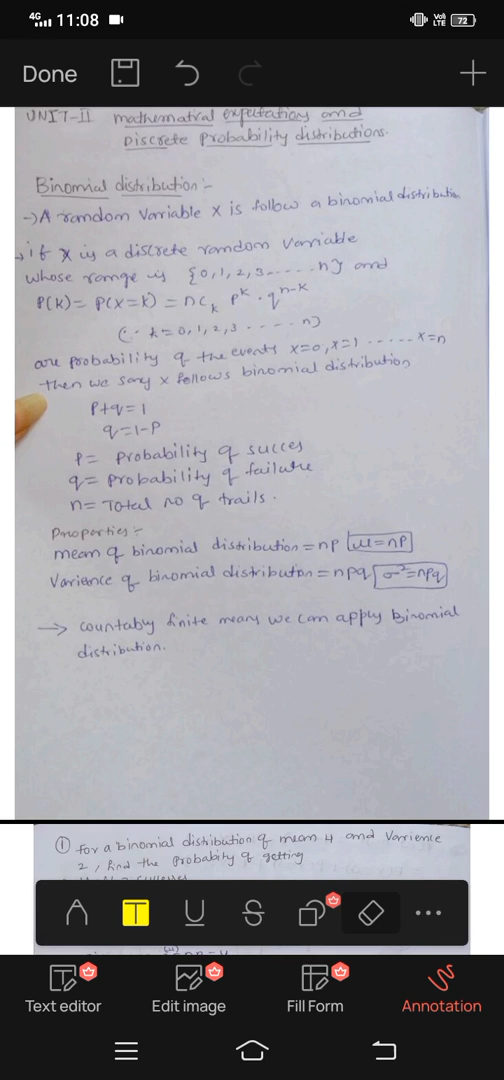 4G 11:08 Vo) LTE 72
Done
UNIT-II mathematical expectations and
Discrete probability distributions.
Binomial distribution :-
→ A random variable X is follow a binomial distribution
→ if X is a discrete random variable
whose range is {0,1,2,3......n} and
P(k) = P(X=k) = nCk p^k . q^n-k
(∵ k=0,1,2,3 ..... n)
are probability of the events X=0, X=1 ...... X=n
then we say X follows binomial distribution
P+q=1
q=1-P
P= Probability of succes
q= probability of failure
n= Total no of trails.
Properties :-
mean of binomial distribution = np μ=np
Varience of binomial distribution = npq σ²=npq
→ countably finite many we can apply binomial
distribution.
① for a binomial distribution of mean 4 and Varience
2, find the probability of getting
T U S
Text editor Edit image Fill Form Annotation